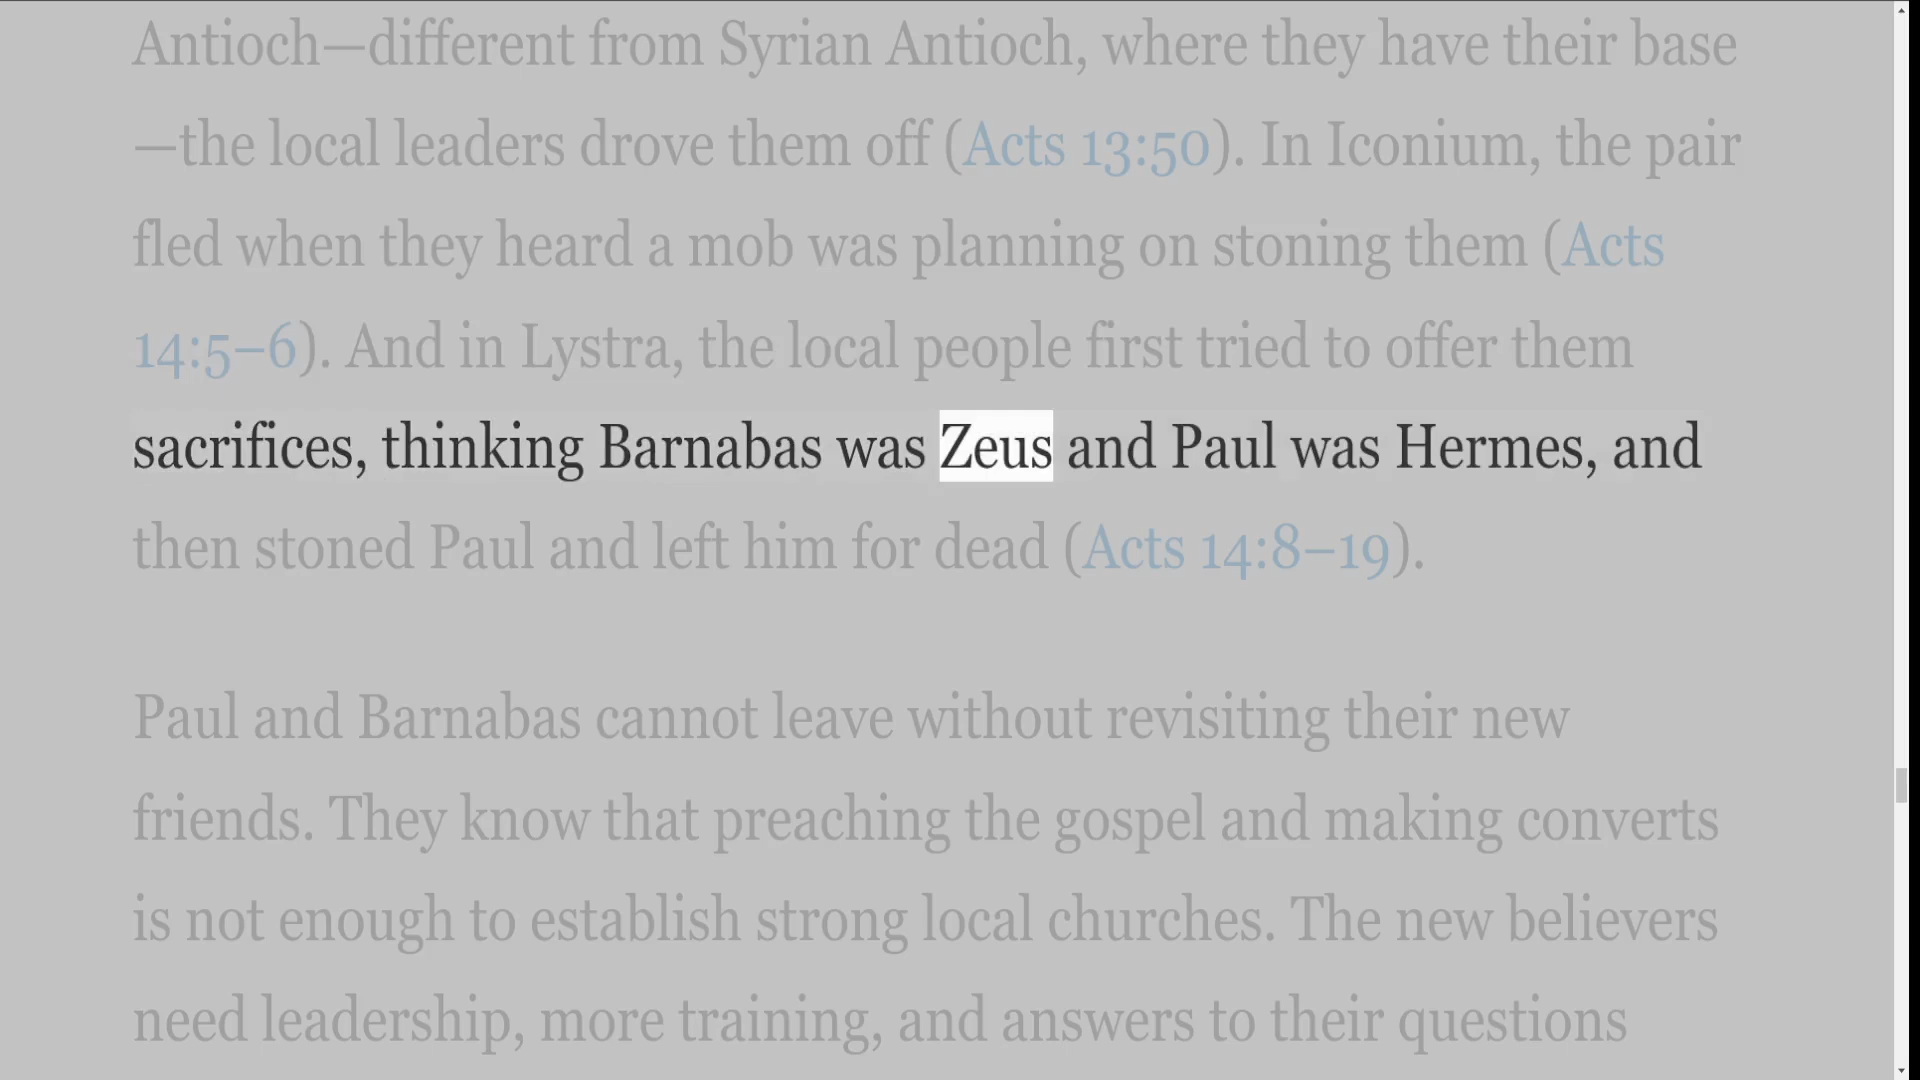 Antioch—different from Syrian Antioch, where they have their base
—the local leaders drove them off (Acts 13:50). In Iconium, the pair
fled when they heard a mob was planning on stoning them (Acts
14:5–6). And in Lystra, the local people first tried to offer them
sacrifices, thinking Barnabas was Zeus and Paul was Hermes, and
then stoned Paul and left him for dead (Acts 14:8–19).
Paul and Barnabas cannot leave without revisiting their new
friends. They know that preaching the gospel and making converts
is not enough to establish strong local churches. The new believers
need leadership, more training, and answers to their questions